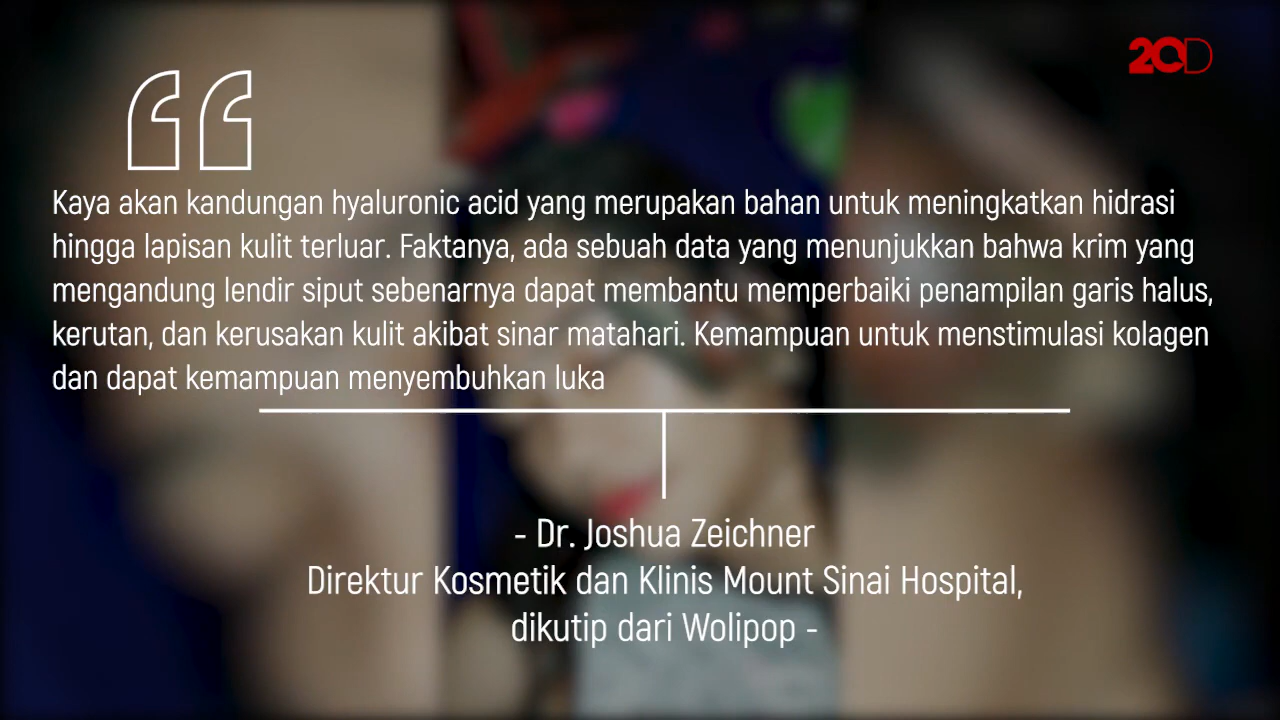 20D
Kaya akan kandungan hyaluronic acid yang merupakan bahan untuk meningkatkan hidrasi
hingga lapisan kulit terluar. Faktanya, ada sebuah data yang menunjukkan bahwa krim yang
mengandung lendir siput sebenarnya dapat membantu memperbaiki penampilan garis halus,
kerutan, dan kerusakan kulit akibat sinar matahari. Kemampuan untuk menstimulasi kolagen
dan dapat kemampuan menyembuhkan luka
- Dr. Joshua Zeichner
Direktur Kosmetik dan Klinis Mount Sinai Hospital,
dikutip dari Wolipop -